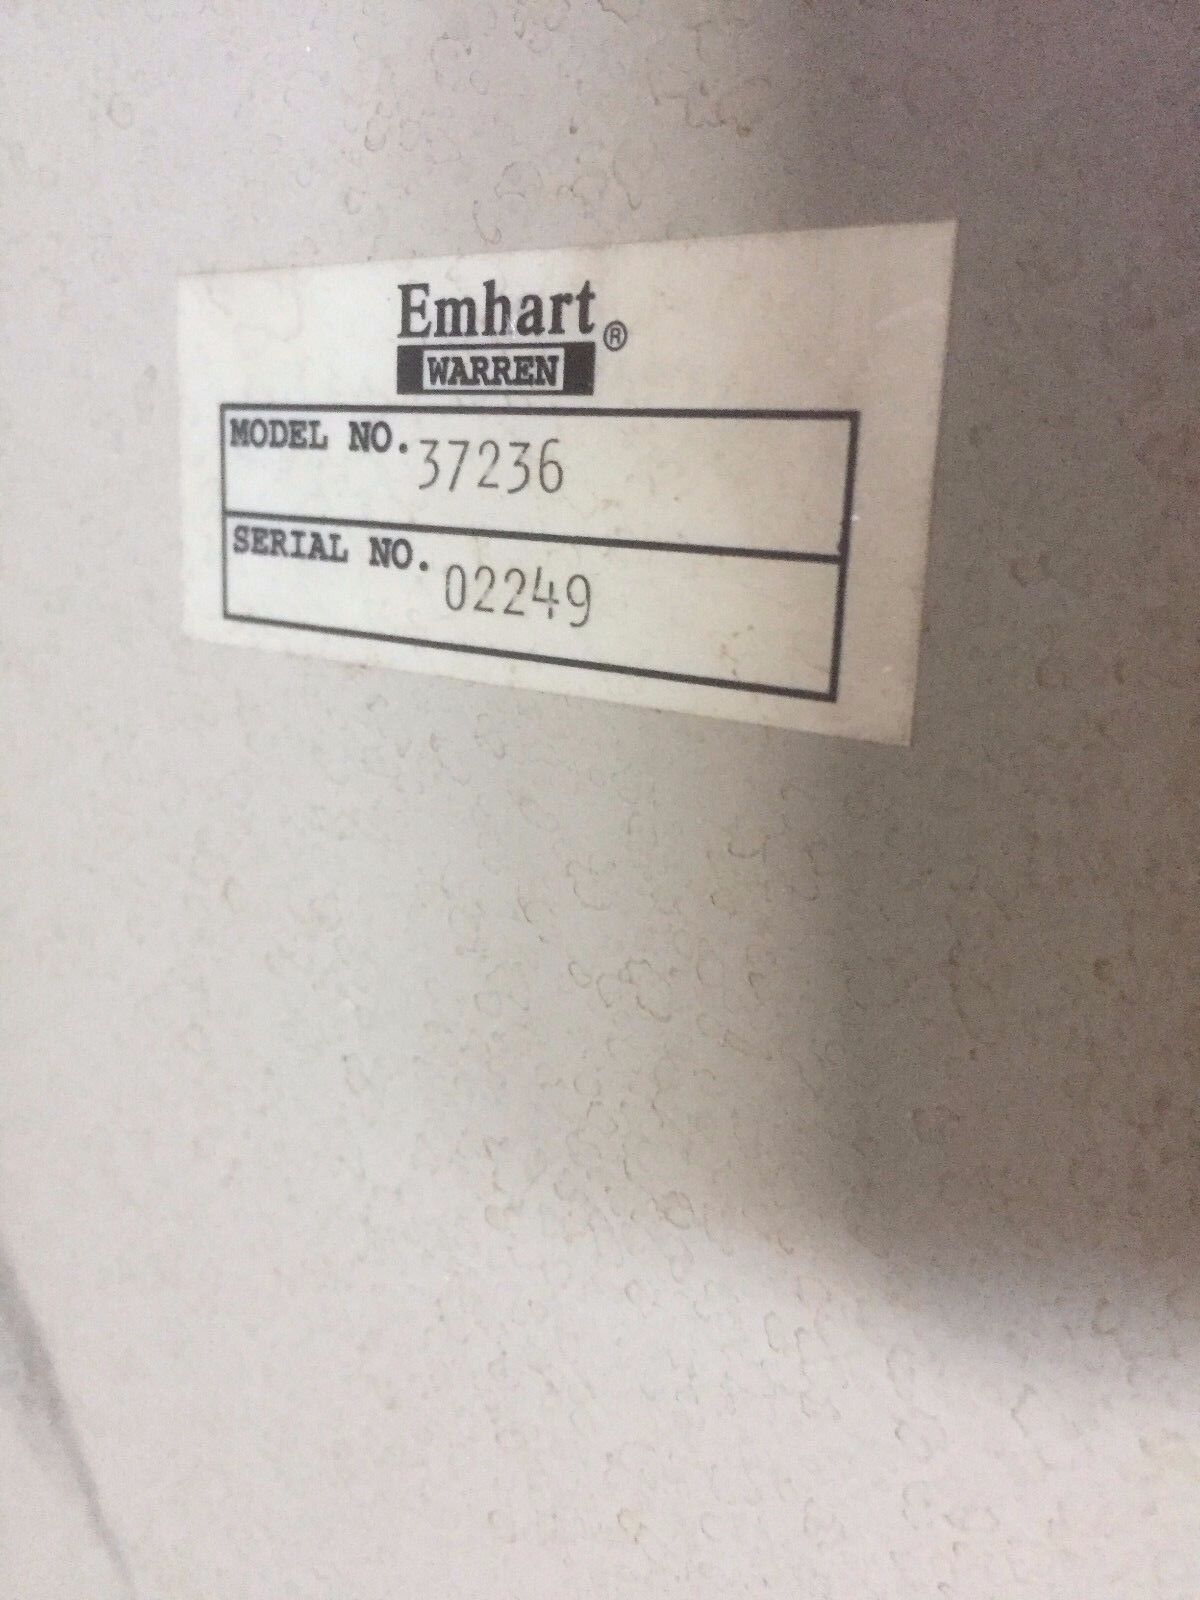 Emhart®
WARREN
MODEL NO. 37236
SERIAL NO. 02249